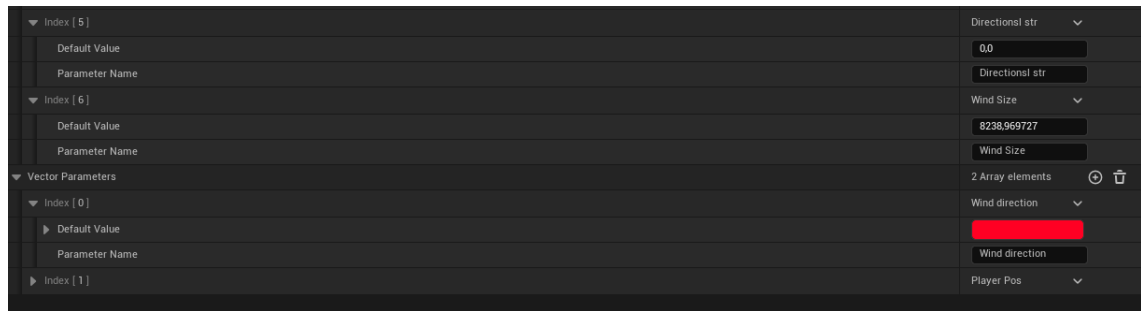 Index [ 5 ] Directionsl str
Default Value 0,0
Parameter Name Directionsl str
Index [ 6 ] Wind Size
Default Value 8238,969727
Parameter Name Wind Size
Vector Parameters 2 Array elements
Index [ 0 ] Wind direction
Default Value
Parameter Name Wind direction
Index [ 1 ] Player Pos